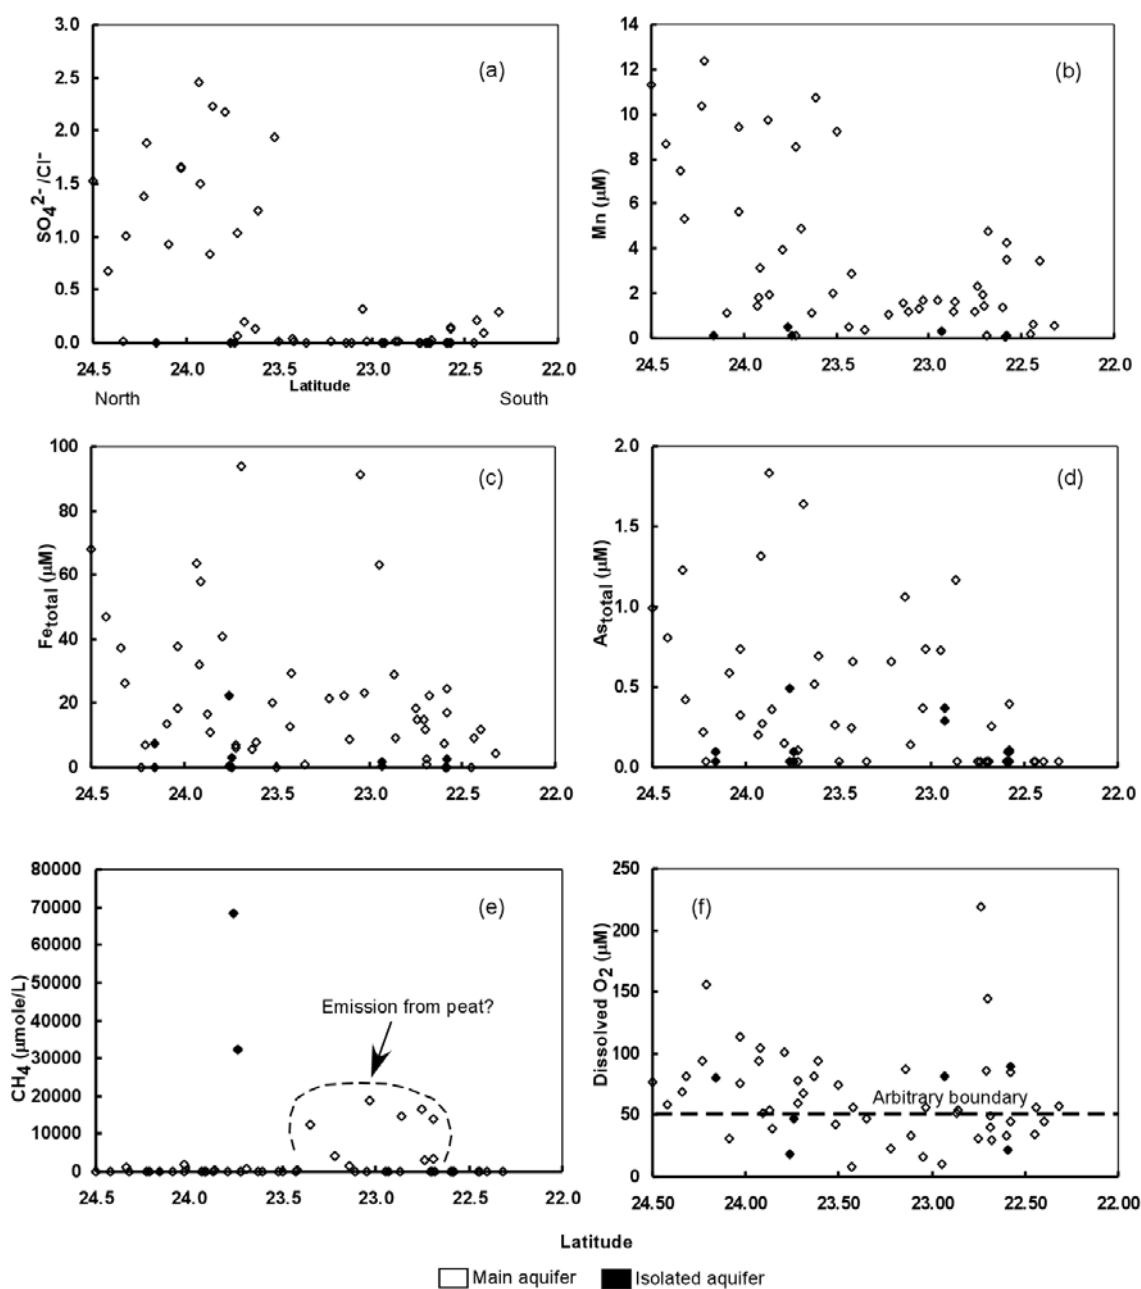 (a)
SO₄²⁻/Cl⁻
3.0
2.5
2.0
1.5
1.0
0.5
0.0
24.5 24.0 23.5 23.0 22.5 22.0
Latitude
North South
(b)
Mn (µM)
14
12
10
8
6
4
2
0
24.5 24.0 23.5 23.0 22.5 22.0
(c)
Fe_total (µM)
100
80
60
40
20
0
24.5 24.0 23.5 23.0 22.5 22.0
(d)
As_total (µM)
2.0
1.5
1.0
0.5
0.0
24.5 24.0 23.5 23.0 22.5 22.0
(e)
CH₄ (µmole/L)
80000
70000
60000
50000
40000
30000
20000
10000
0
Emission from peat?
24.5 24.0 23.5 23.0 22.5 22.0
(f)
Dissolved O₂ (µM)
250
200
150
100
50
0
Arbitrary boundary
24.50 24.00 23.50 23.00 22.50 22.00
Latitude
Main aquifer Isolated aquifer